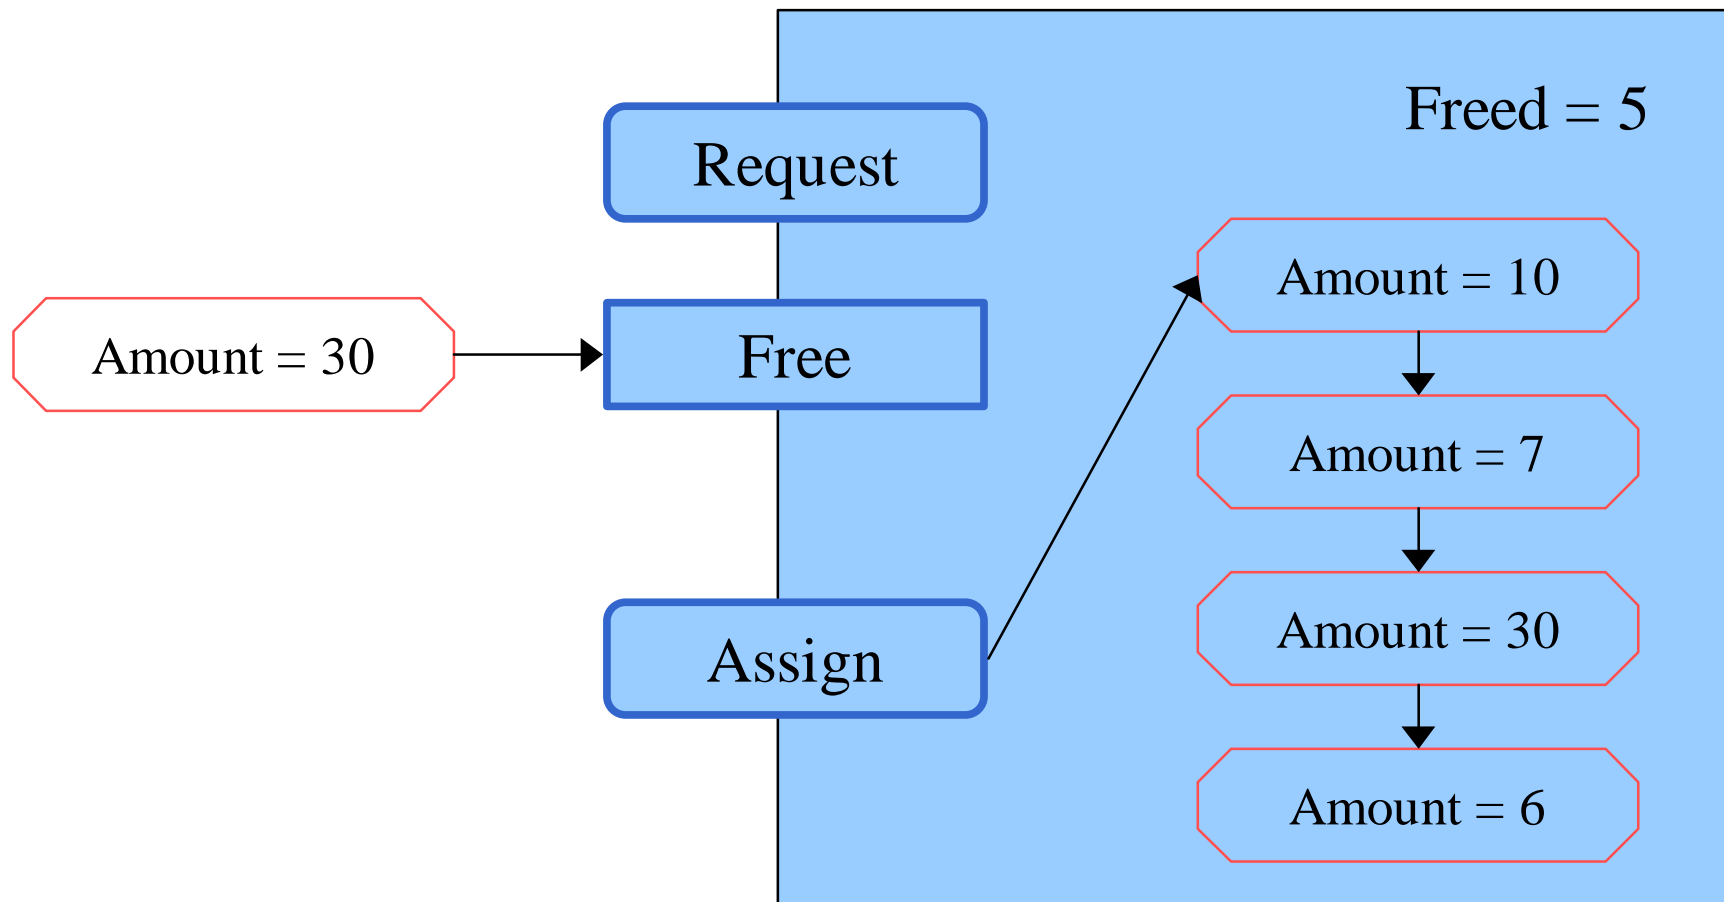 Freed = 5
Request
Amount = 10
Amount = 30
Free
Amount = 7
Amount = 30
Assign
Amount = 6